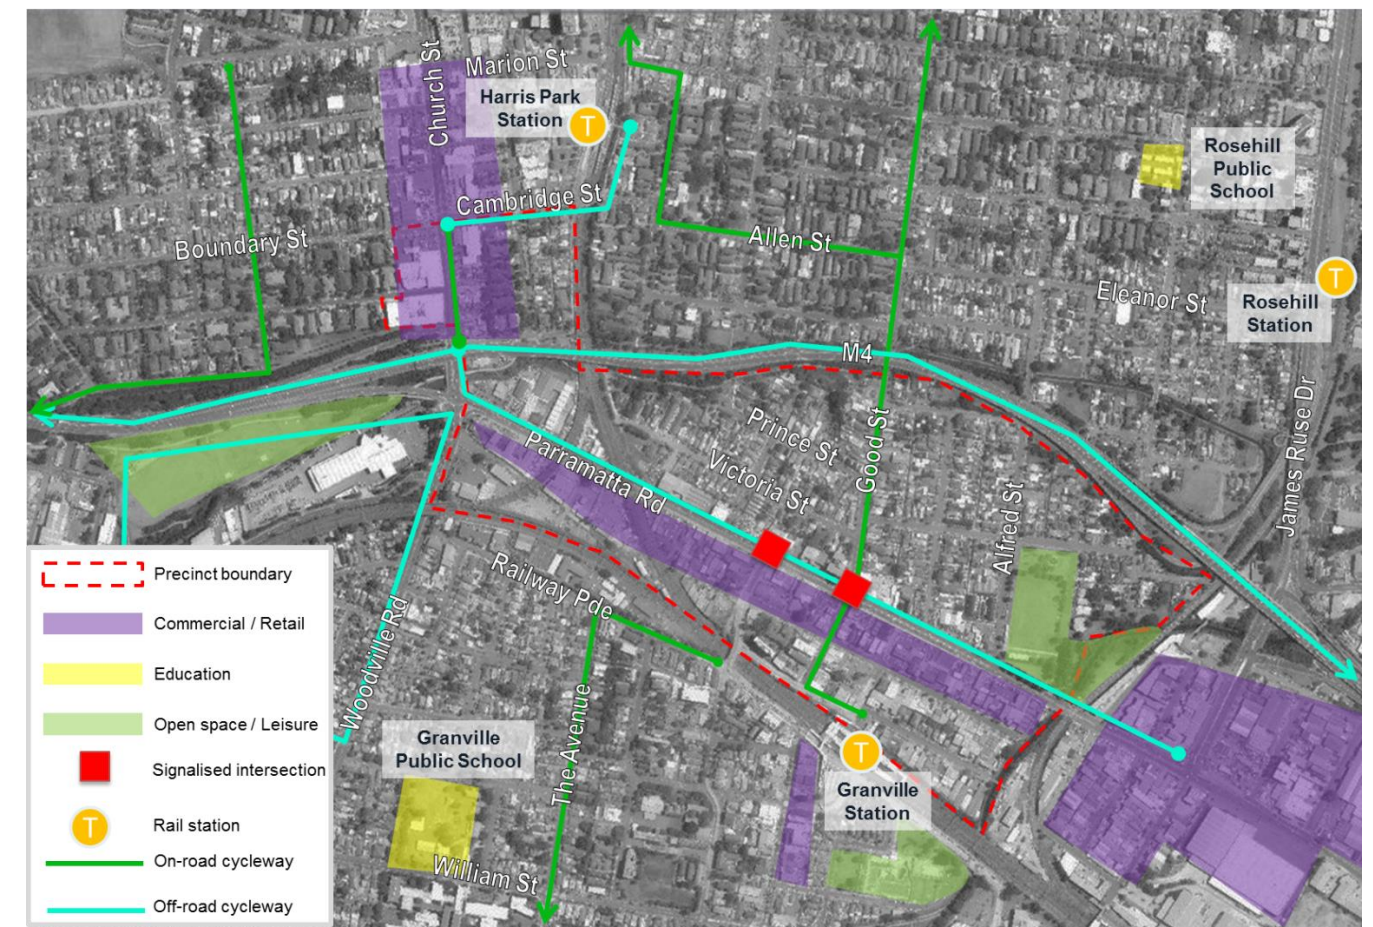 Church St
Marion St
Harris Park
Station
T
Rosehill
Public
School
Cambridge St
Boundary St
Allen St
Eleanor St
T
Rosehill
Station
M4
James Ruse Dr
Prince St
Good St
Victoria St
Parramatta Rd
Alfred St
Railway Pde
Woodville Rd
The Avenue
Granville
Public School
T
Granville
Station
William St
Precinct boundary
Commercial / Retail
Education
Open space / Leisure
Signalised intersection
T
Rail station
On-road cycleway
Off-road cycleway